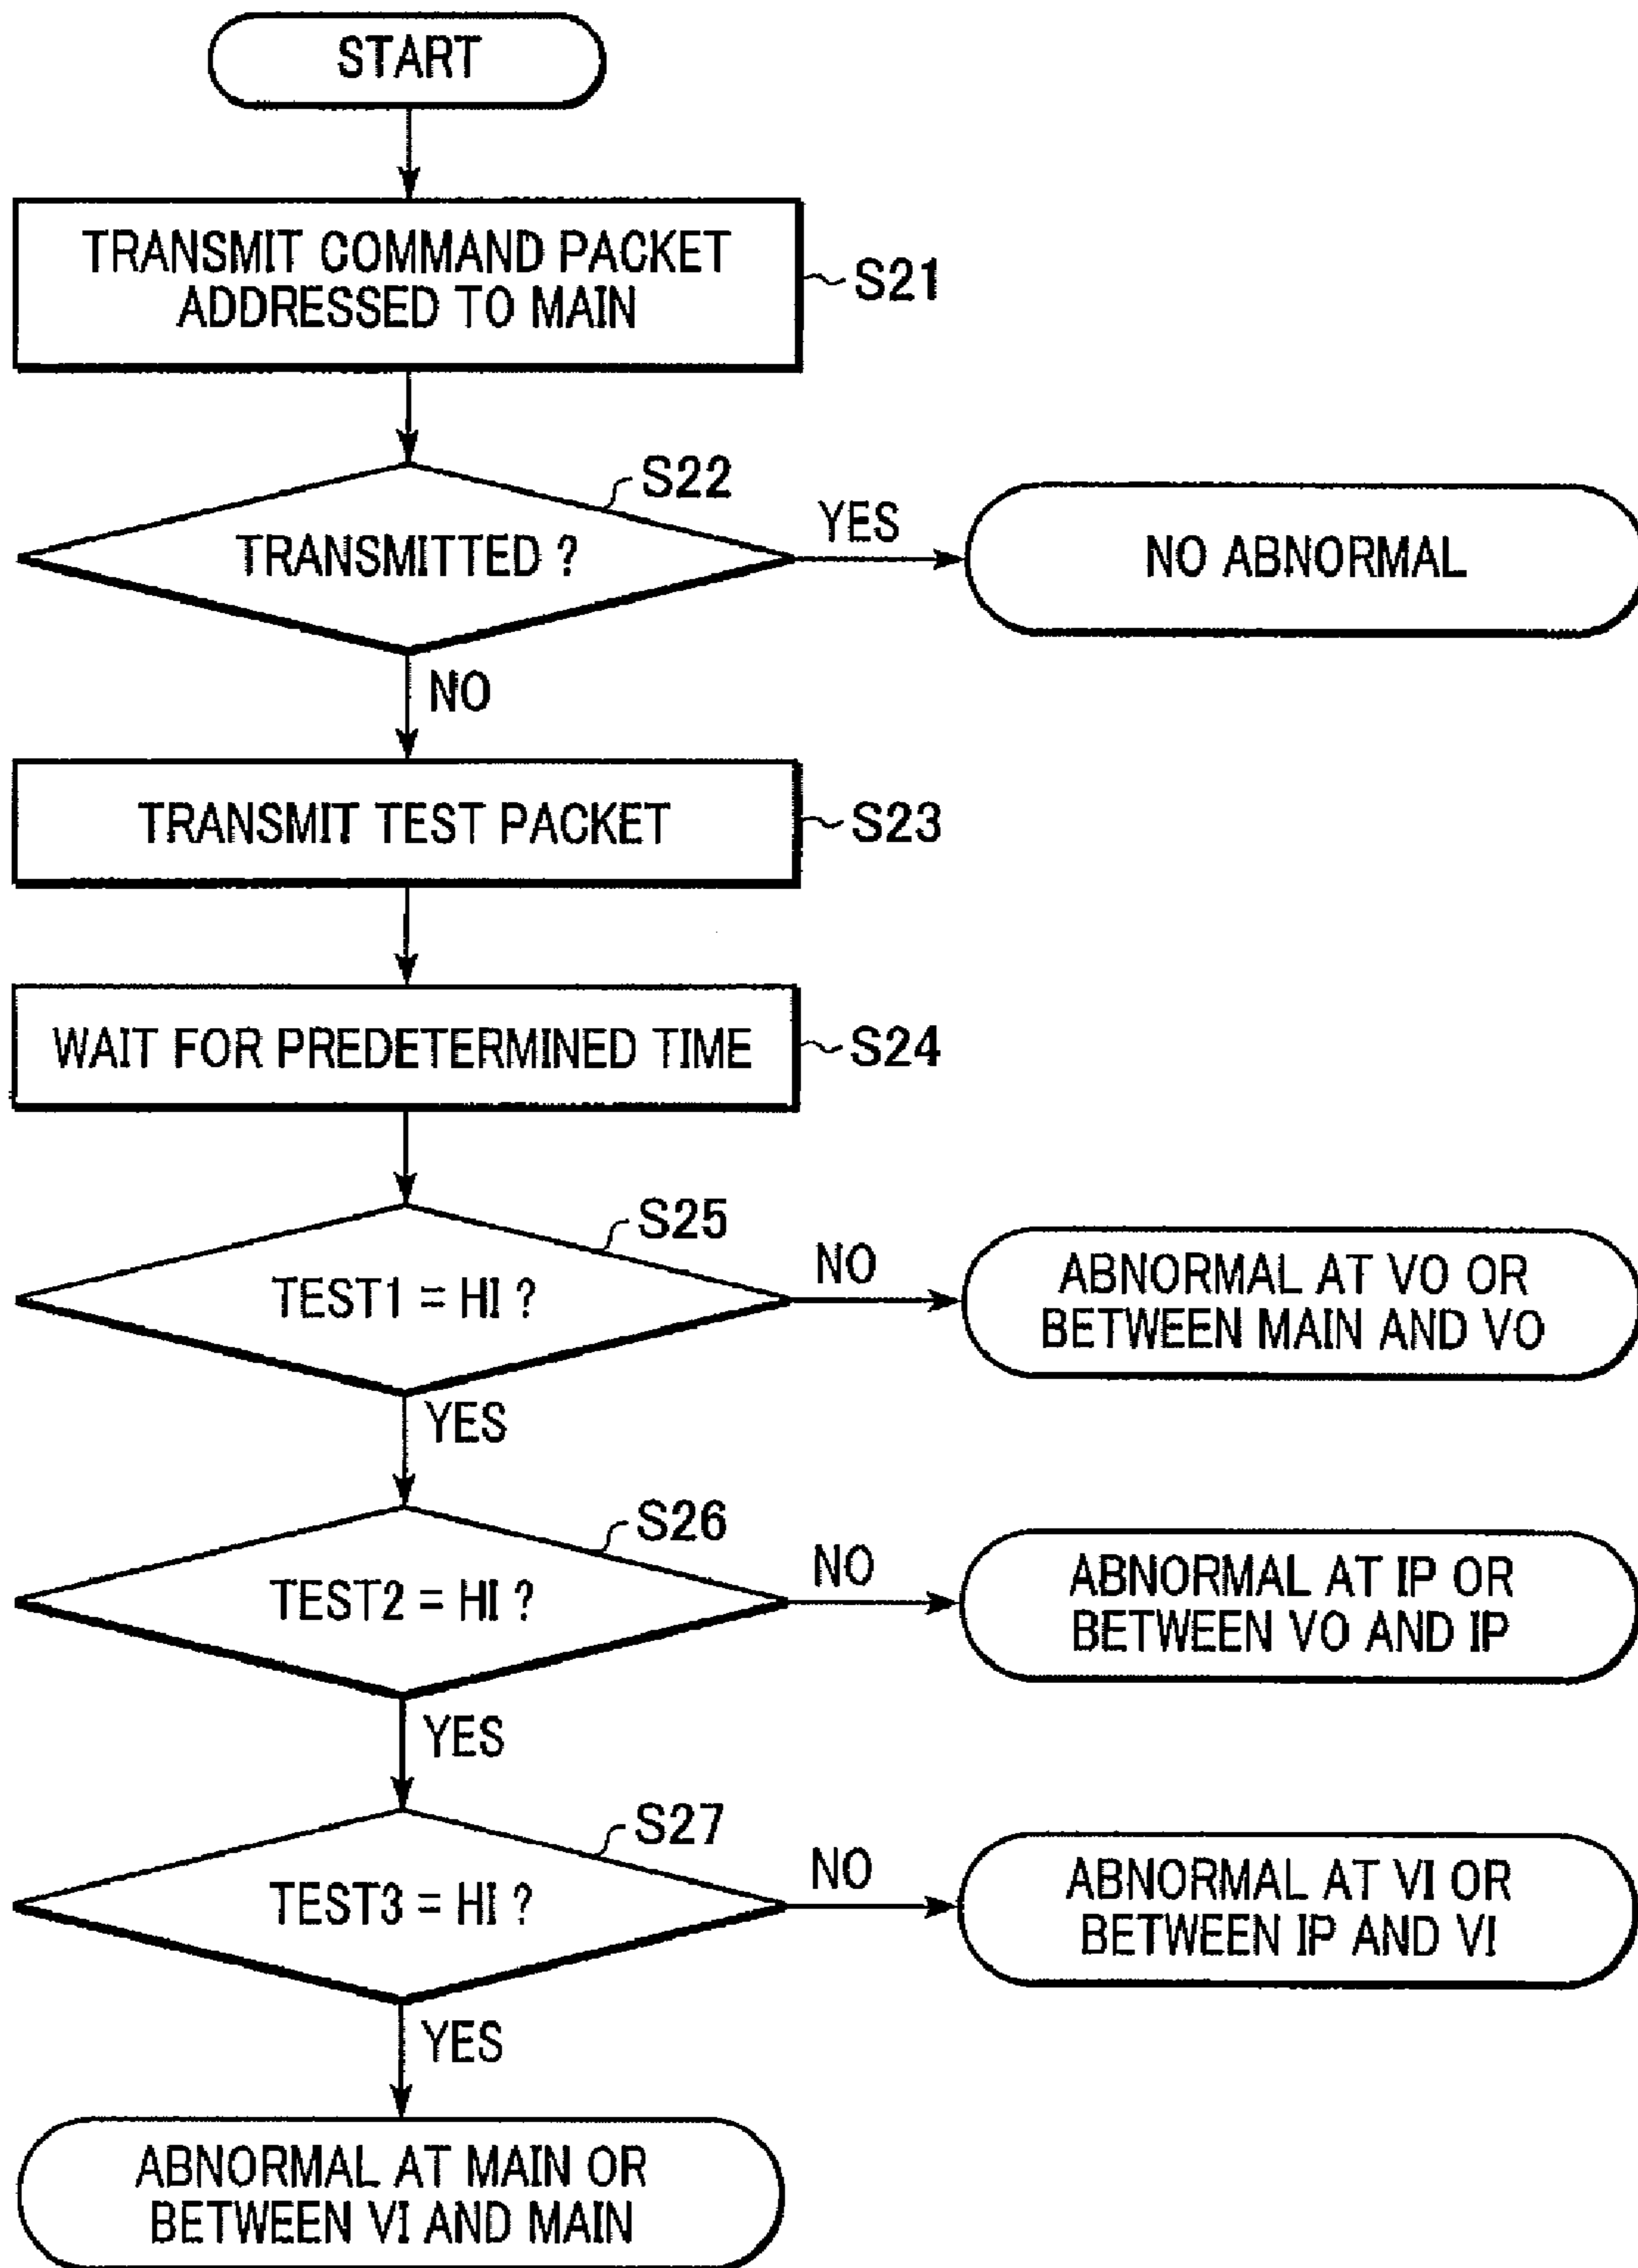 START
TRANSMIT COMMAND PACKET
ADDRESSED TO MAIN
S21
S22
TRANSMITTED ?
YES
NO ABNORMAL
NO
TRANSMIT TEST PACKET
S23
WAIT FOR PREDETERMINED TIME
S24
S25
TEST1 = HI ?
NO
ABNORMAL AT VO OR
BETWEEN MAIN AND VO
YES
S26
TEST2 = HI ?
NO
ABNORMAL AT IP OR
BETWEEN VO AND IP
YES
S27
TEST3 = HI ?
NO
ABNORMAL AT VI OR
BETWEEN IP AND VI
YES
ABNORMAL AT MAIN OR
BETWEEN VI AND MAIN